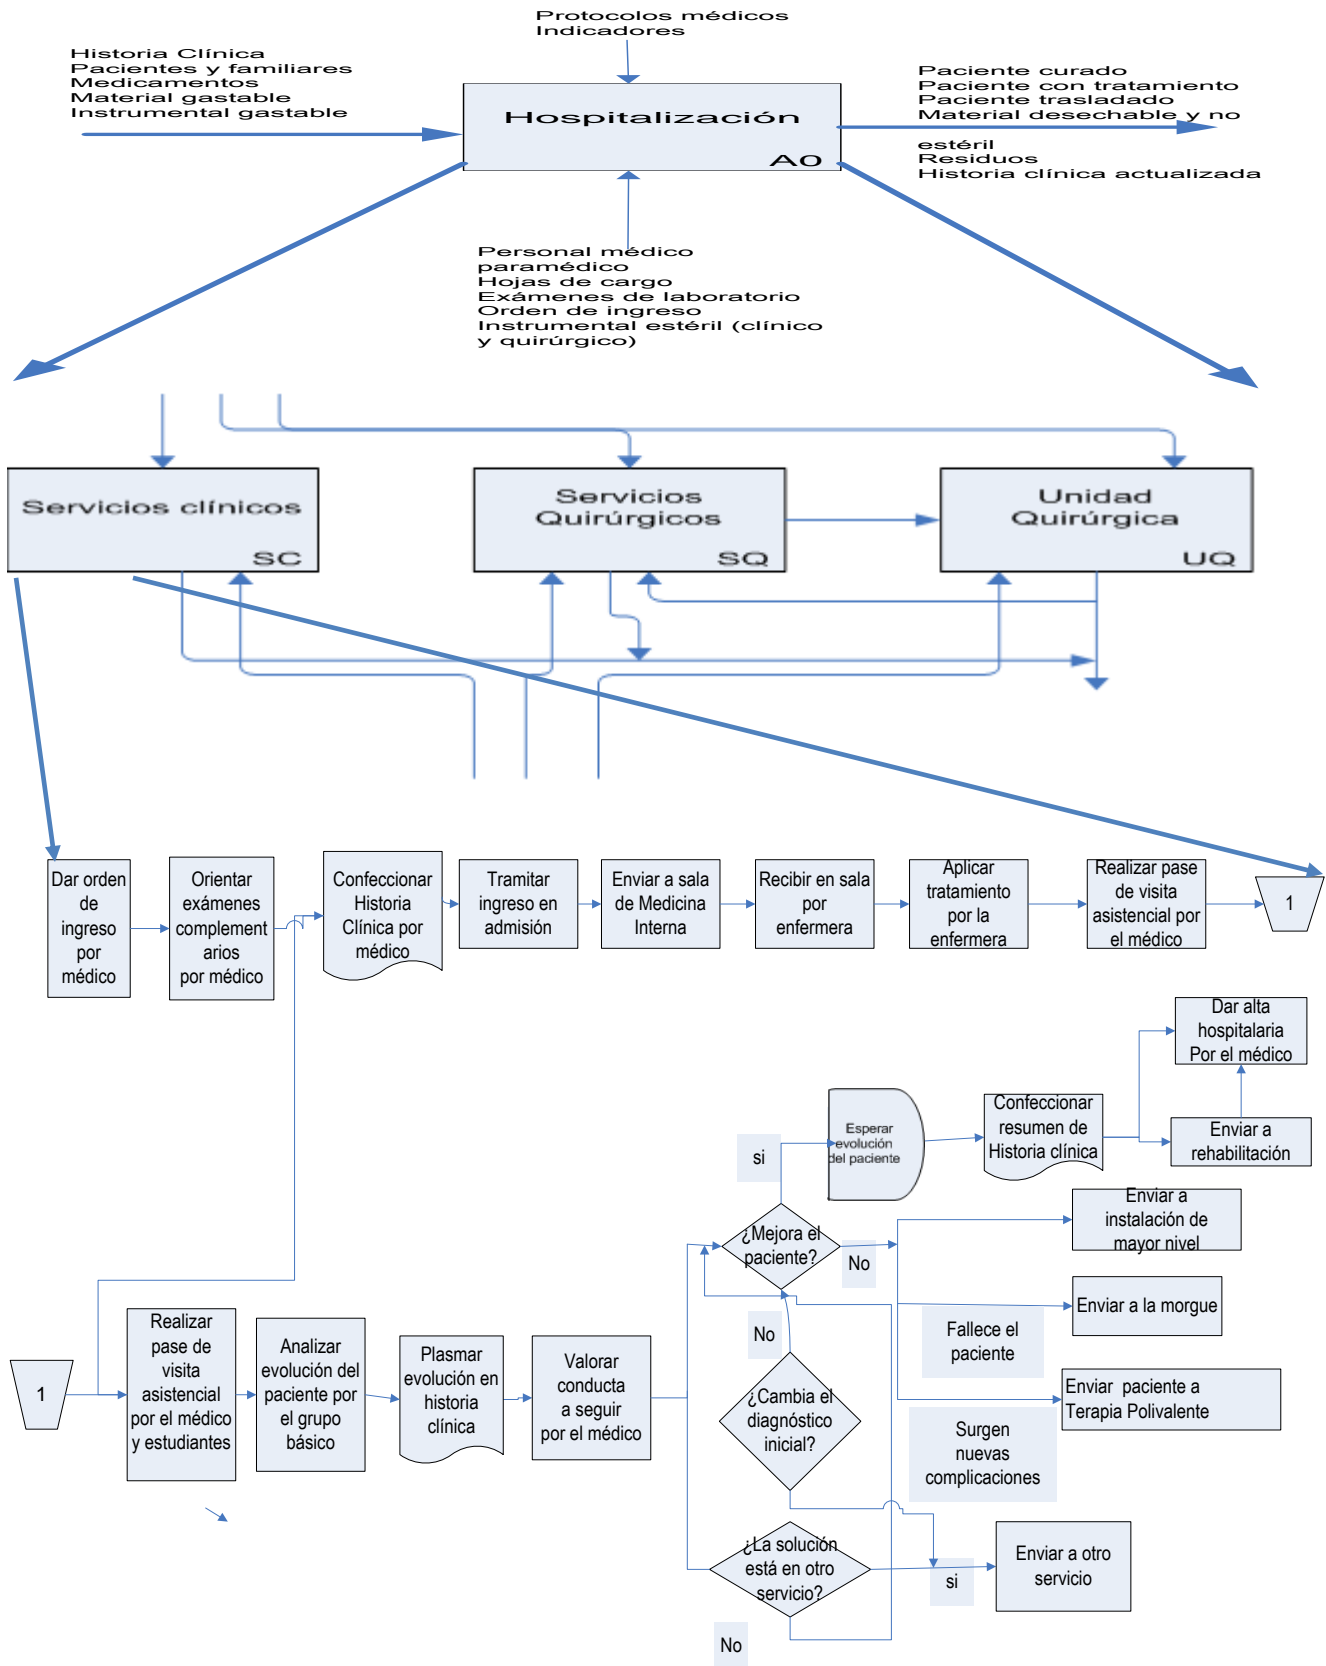 Protocolos médicos
Indicadores
Historia Clínica
Pacientes y familiares
Medicamentos
Material gastable
Instrumental gastable
Hospitalización
A0
Paciente curado
Paciente con tratamiento
Paciente trasladado
Material desechable y no
estéril
Residuos
Historia clínica actualizada
Personal médico
paramédico
Hojas de cargo
Exámenes de laboratorio
Orden de ingreso
Instrumental estéril (clínico
y quirúrgico)
Servicios clínicos
SC
Servicios
Quirúrgicos
SQ
Unidad
Quirúrgica
UQ
Dar orden
de
ingreso
por
médico
Orientar
exámenes
complement
arios
por médico
Confeccionar
Historia
Clínica por
médico
Tramitar
ingreso en
admisión
Enviar a sala
de Medicina
Interna
Recibir en sala
por
enfermera
Aplicar
tratamiento
por la
enfermera
Realizar pase
de visita
asistencial por
el médico
1
Dar alta
hospitalaria
Por el médico
Esperar
evolución
del paciente
Confeccionar
resumen de
Historia clínica
Enviar a
rehabilitación
si
¿Mejora el
paciente?
No
Enviar a
instalación de
mayor nivel
Enviar a la morgue
Fallece el
paciente
Enviar paciente a
Terapia Polivalente
Surgen
nuevas
complicaciones
1
Realizar
pase de
visita
asistencial
por el médico
y estudiantes
Analizar
evolución del
paciente por
el grupo
básico
Plasmar
evolución en
historia
clínica
Valorar
conducta
a seguir
por el médico
No
¿Cambia el
diagnóstico
inicial?
¿La solución
está en otro
servicio?
si
Enviar a otro
servicio
No